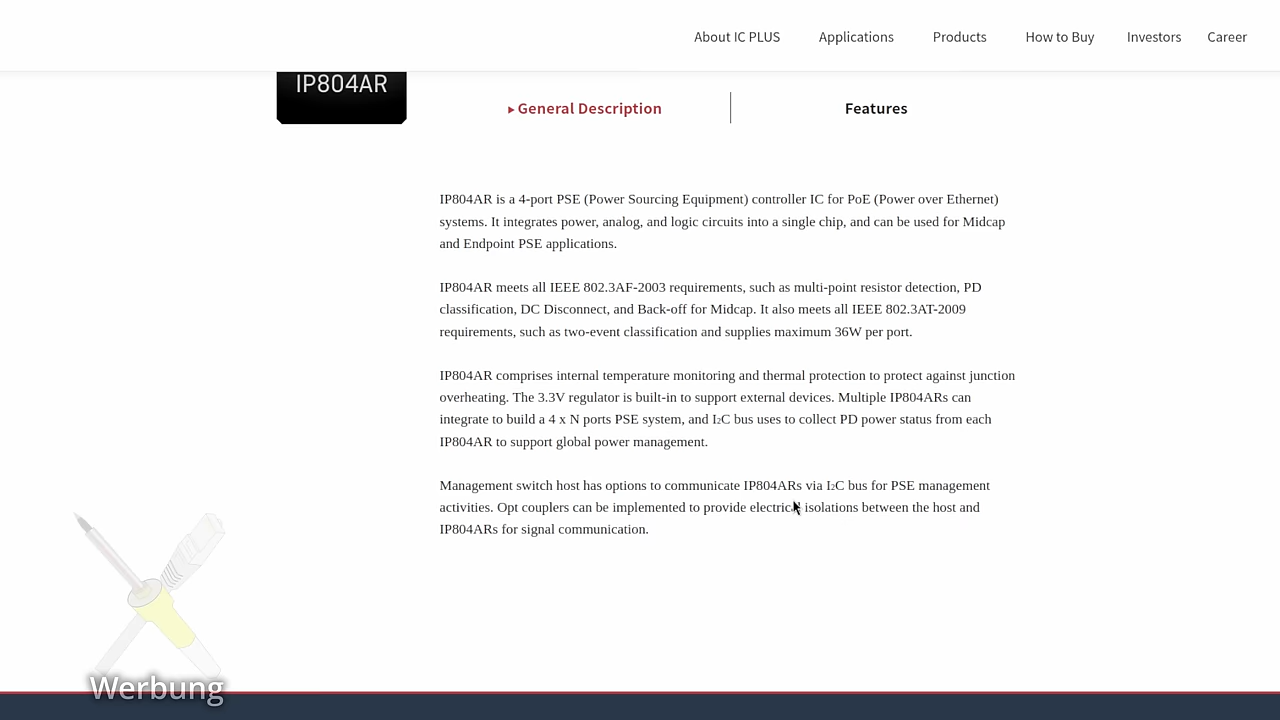 About IC PLUS
Applications
Products
How to Buy
Investors
Career
IP804AR
General Description
Features
IP804AR is a 4-port PSE (Power Sourcing Equipment) controller IC for PoE (Power over Ethernet)
systems. It integrates power, analog, and logic circuits into a single chip, and can be used for Midcap
and Endpoint PSE applications.
IP804AR meets all IEEE 802.3AF-2003 requirements, such as multi-point resistor detection, PD
classification, DC Disconnect, and Back-off for Midcap. It also meets all IEEE 802.3AT-2009
requirements, such as two-event classification and supplies maximum 36W per port.
IP804AR comprises internal temperature monitoring and thermal protection to protect against junction
overheating. The 3.3V regulator is built-in to support external devices. Multiple IP804ARs can
integrate to build a 4 x N ports PSE system, and I2C bus uses to collect PD power status from each
IP804AR to support global power management.
Management switch host has options to communicate IP804ARs via I2C bus for PSE management
activities. Opt couplers can be implemented to provide electrical isolations between the host and
IP804ARs for signal communication.
Werbung